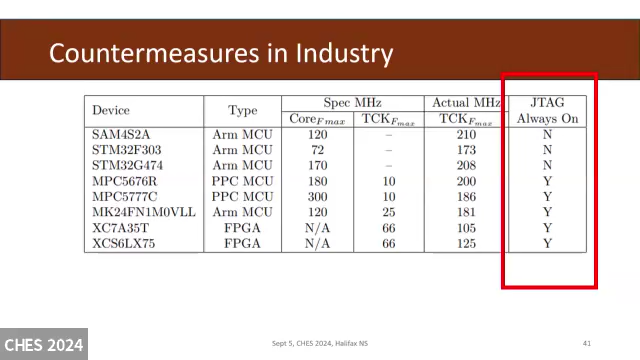 Countermeasures in Industry
Device Type Spec MHz Actual MHz JTAG
Core_Fmax TCK_Fmax TCK_Fmax Always On
SAM4S2A Arm MCU 120 – 210 N
STM32F303 Arm MCU 72 – 173 N
STM32G474 Arm MCU 170 – 208 N
MPC5676R PPC MCU 180 10 200 Y
MPC5777C PPC MCU 300 10 186 Y
MK24FN1M0VLL Arm MCU 120 25 181 Y
XC7A35T FPGA N/A 66 105 Y
XCS6LX75 FPGA N/A 66 125 Y
CHES 2024
Sept 5, CHES 2024, Halifax NS
41